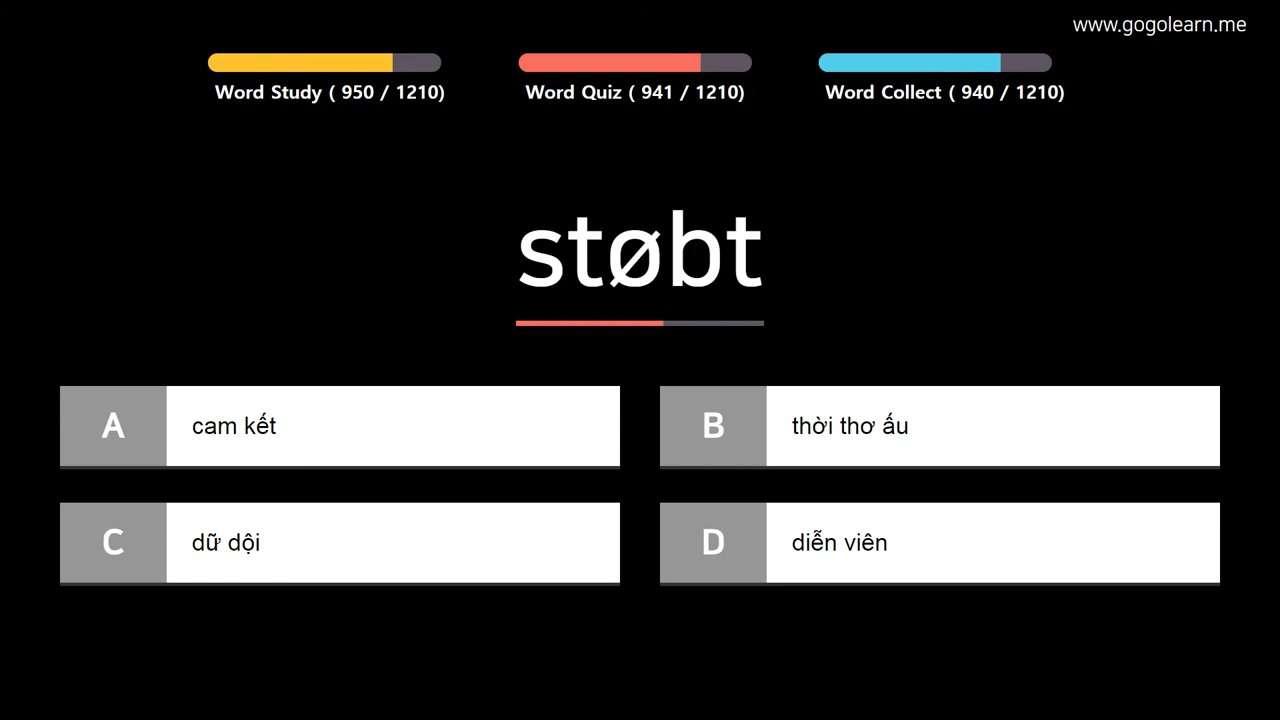 www.gogolearn.me
Word Study ( 950 / 1210)
Word Quiz ( 941 / 1210)
Word Collect ( 940 / 1210)
støbt
A
cam kết
B
thời thơ ấu
C
dữ dội
D
diễn viên